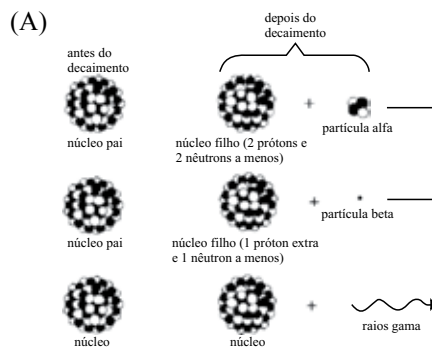 (A)
antes do
decaimento
depois do
decaimento
+
partícula alfa
núcleo pai
núcleo filho (2 prótons e
2 nêutrons a menos)
+
partícula beta
núcleo pai
núcleo filho (1 próton extra
e 1 nêutron a menos)
+
raios gama
núcleo
núcleo